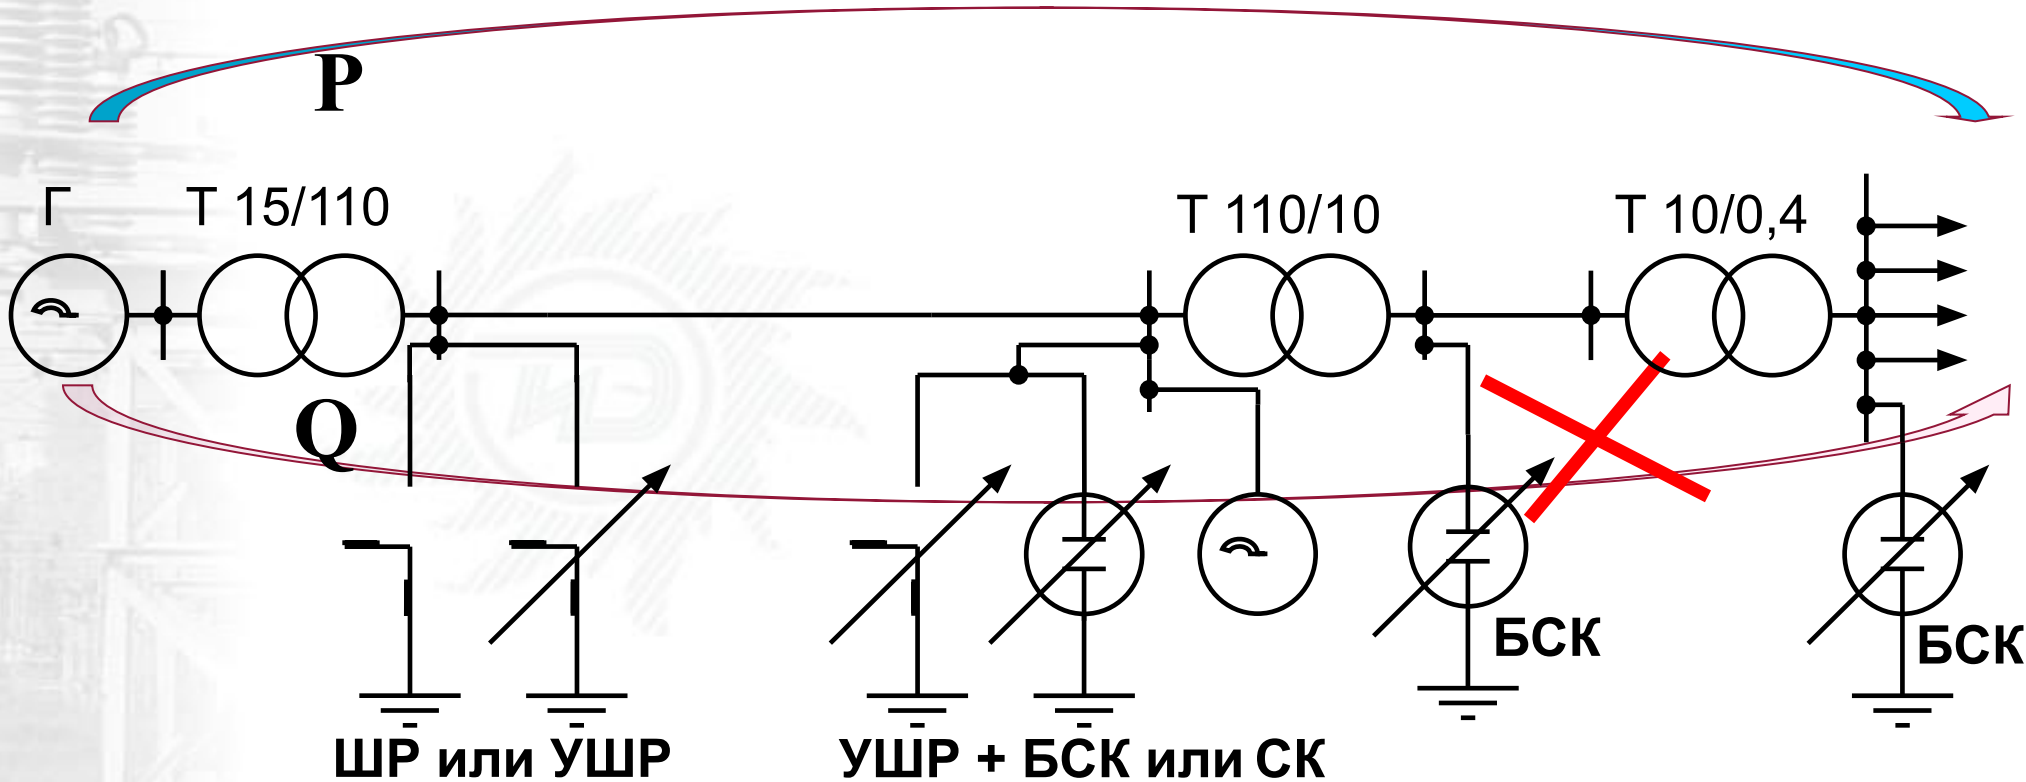 P
Г
Т 15/110
Т 110/10
Т 10/0,4
Q
БСК
БСК
ШР или УШР
УШР + БСК или СК